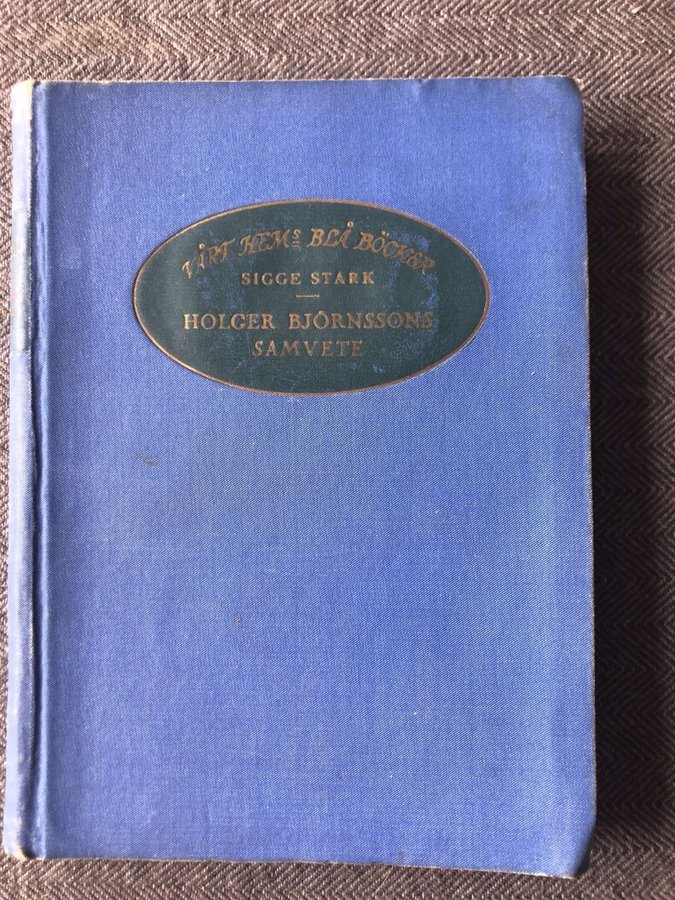 VÅRT HEMS BLÅ BÖCKER
SIGGE STARK
HOLGER BJÖRNSSONS
SAMVETE